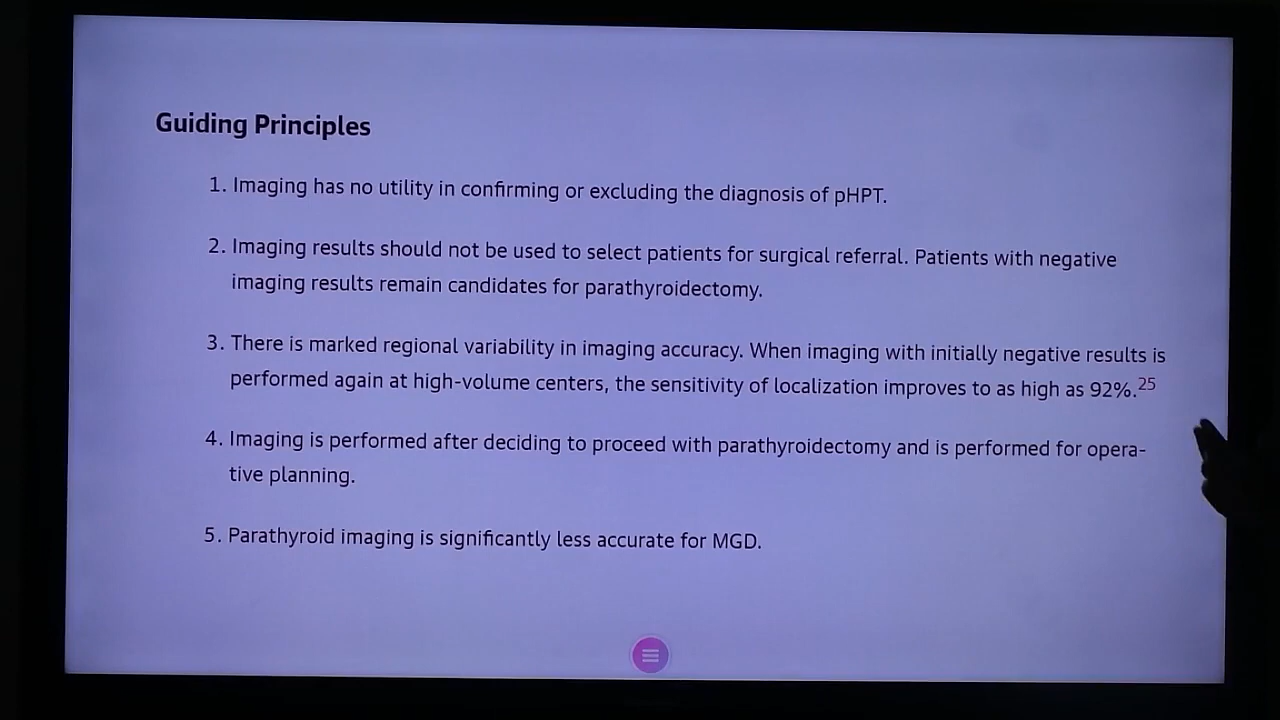 Guiding Principles
1. Imaging has no utility in confirming or excluding the diagnosis of pHPT.
2. Imaging results should not be used to select patients for surgical referral. Patients with negative
imaging results remain candidates for parathyroidectomy.
3. There is marked regional variability in imaging accuracy. When imaging with initially negative results is
performed again at high-volume centers, the sensitivity of localization improves to as high as 92%.25
4. Imaging is performed after deciding to proceed with parathyroidectomy and is performed for opera-
tive planning.
5. Parathyroid imaging is significantly less accurate for MGD.